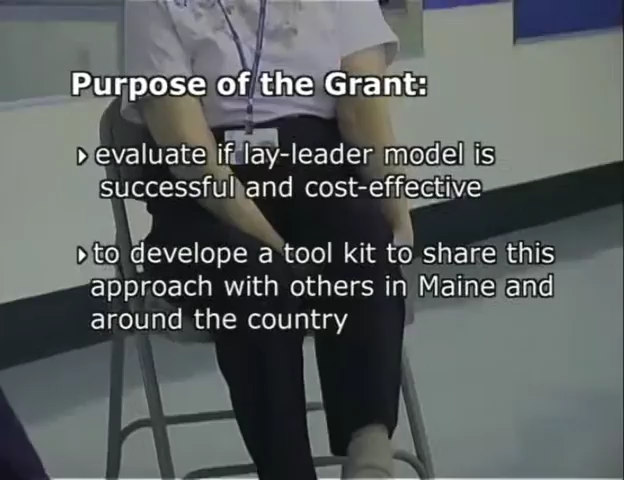 Purpose of the Grant:
evaluate if lay-leader model is
successful and cost-effective
to develope a tool kit to share this
approach with others in Maine and
around the country